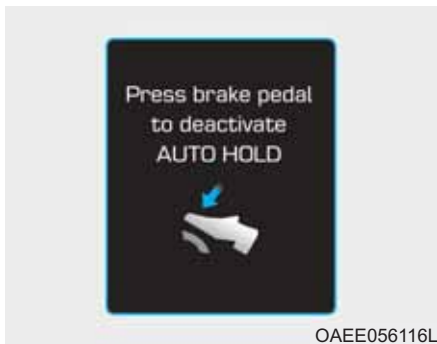 Press brake pedal
to deactivate
AUTO HOLD
OAEE056116L